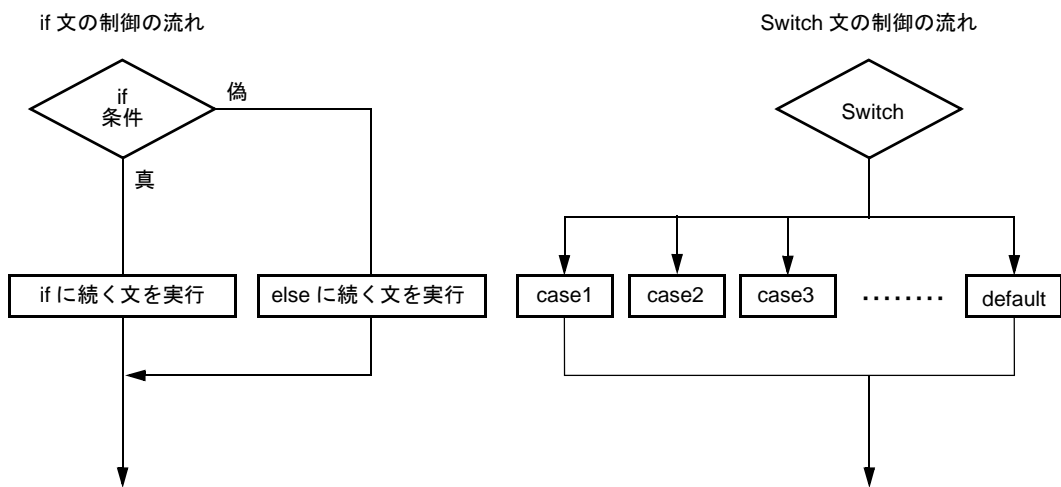 if 文の制御の流れ
if
条件
偽
真
if に続く文を実行
else に続く文を実行
Switch 文の制御の流れ
Switch
case1
case2
case3
........
default